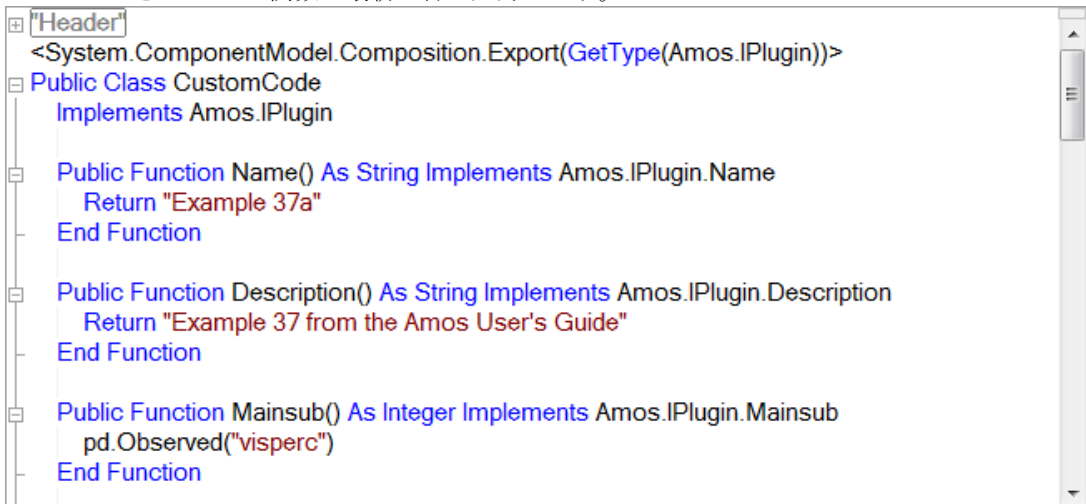 "Header"
<System.ComponentModel.Composition.Export(GetType(Amos.IPlugin))>
Public Class CustomCode
Implements Amos.IPlugin
Public Function Name() As String Implements Amos.IPlugin.Name
Return "Example 37a"
End Function
Public Function Description() As String Implements Amos.IPlugin.Description
Return "Example 37 from the Amos User's Guide"
End Function
Public Function Mainsub() As Integer Implements Amos.IPlugin.Mainsub
pd.Observed("visperc")
End Function